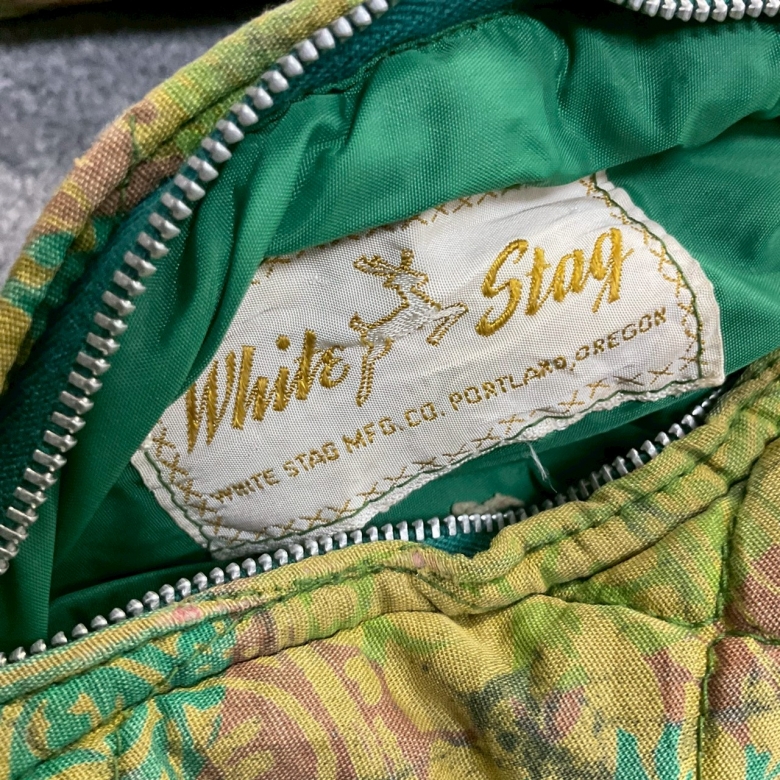 White Stag
WHITE STAG MFG. CO. PORTLAND, OREGON